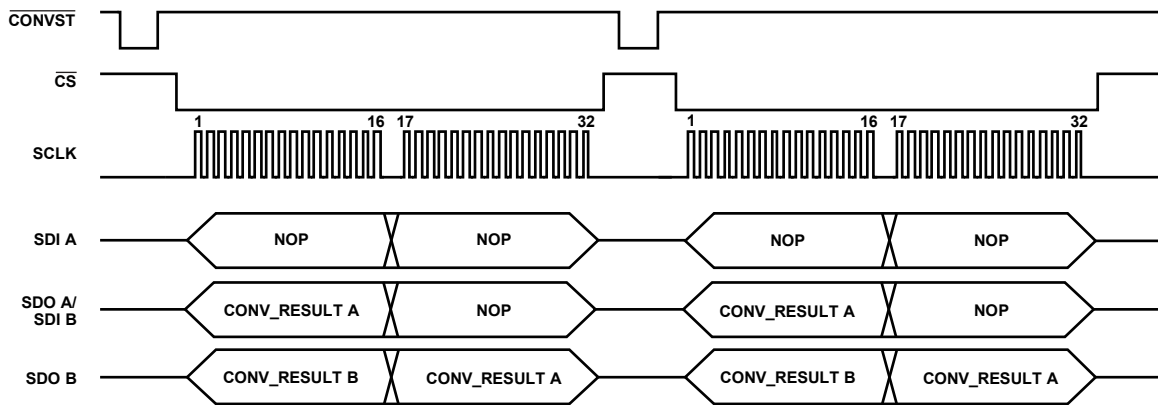 CONVST
CS
1 16 17 32 1 16 17 32
SCLK
SDI A NOP NOP NOP NOP
SDO A/
SDI B CONV_RESULT A NOP CONV_RESULT A NOP
SDO B CONV_RESULT B CONV_RESULT A CONV_RESULT B CONV_RESULT A